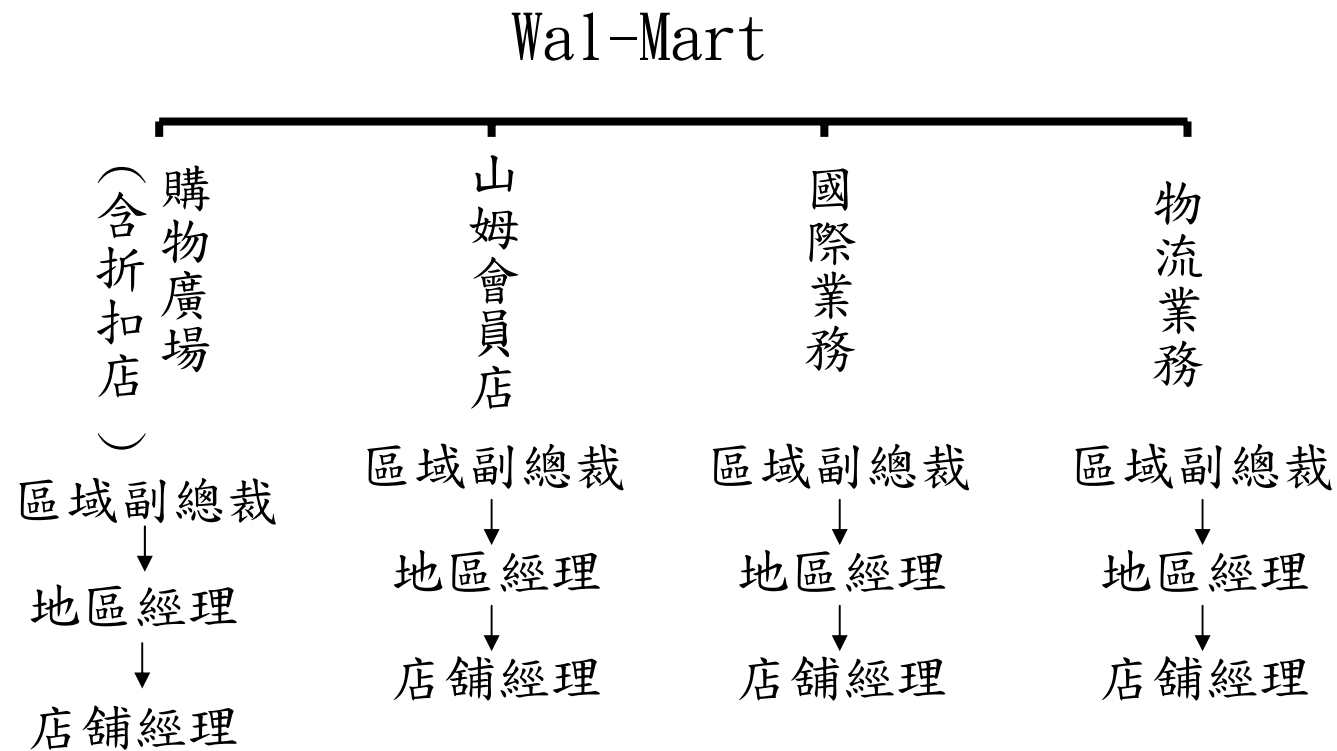 Wal-Mart
購物廣場
（含折扣店）
區域副總裁
地區經理
店舖經理
山姆會員店
區域副總裁
地區經理
店舖經理
國際業務
區域副總裁
地區經理
店舖經理
物流業務
區域副總裁
地區經理
店舖經理